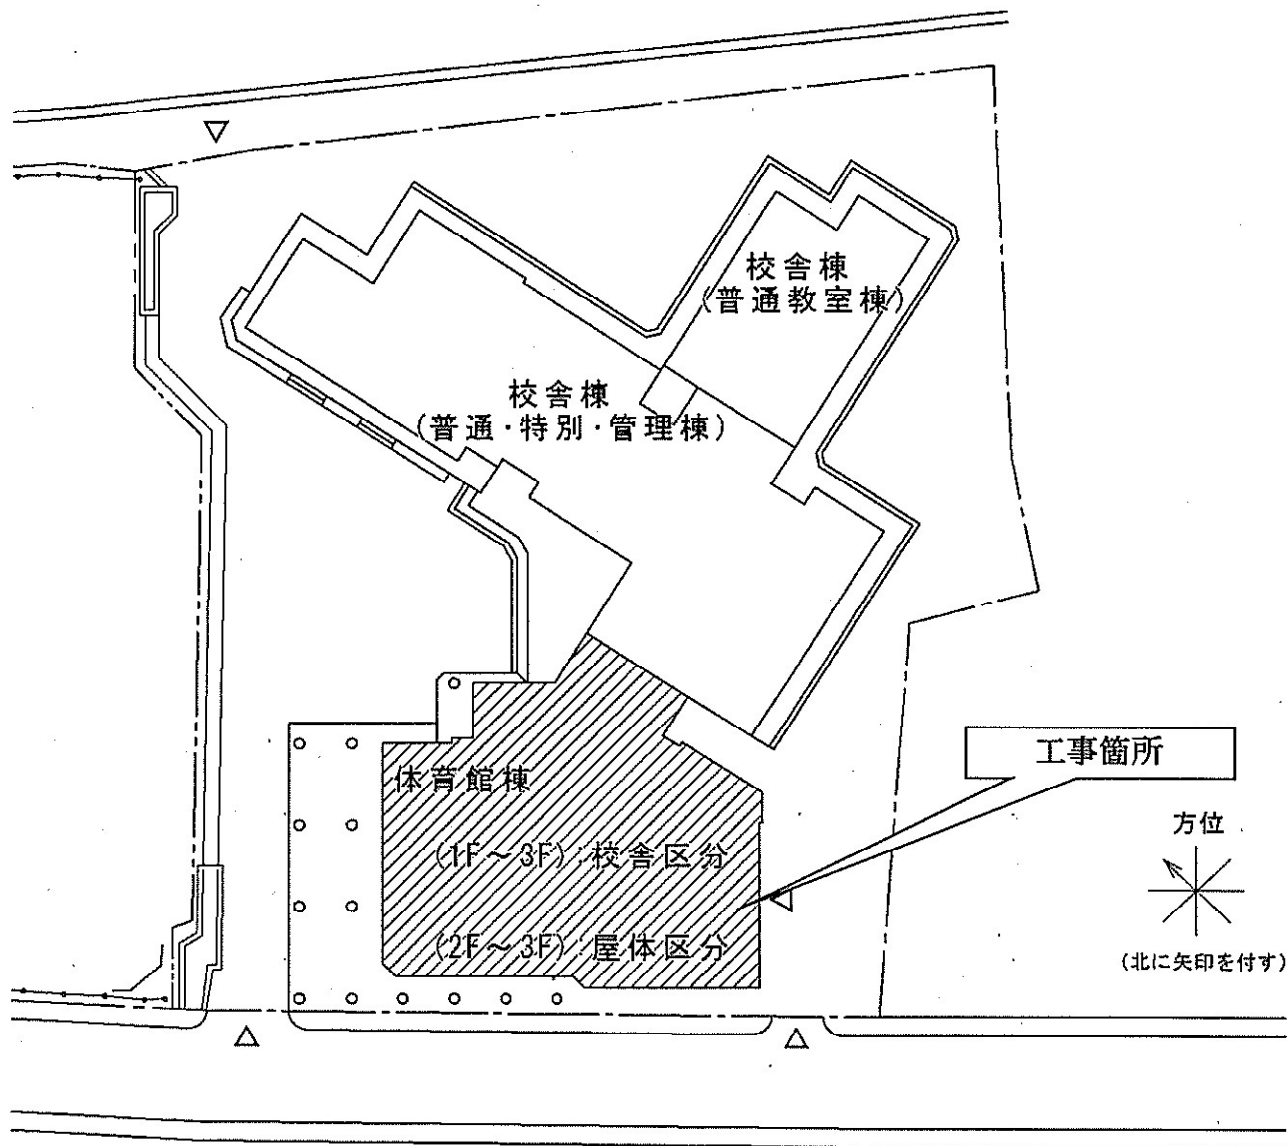 校舎棟
(普通教室棟)
校舎棟
(普通・特別・管理棟)
工事箇所
体育館棟
(1F～3F) 校舎区分
(2F～3F) 屋体区分
方位
(北に矢印を付す)